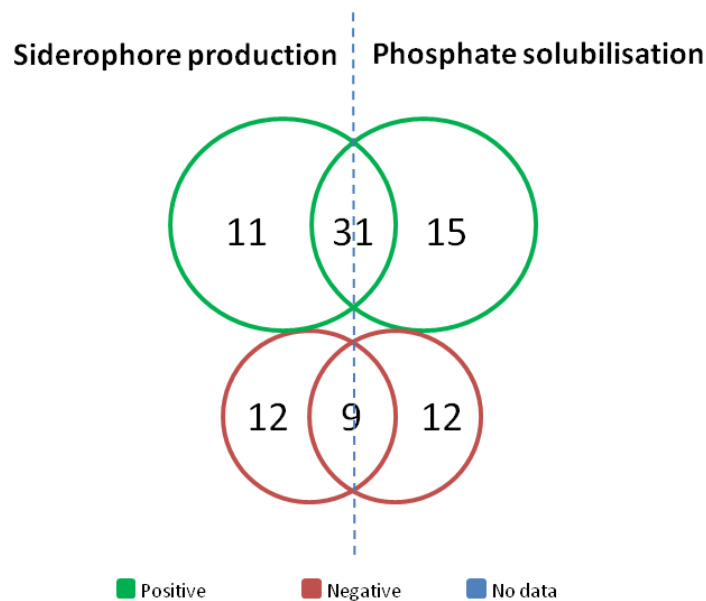 Siderophore production Phosphate solubilisation
11 31 15
12 9 12
Positive Negative No data